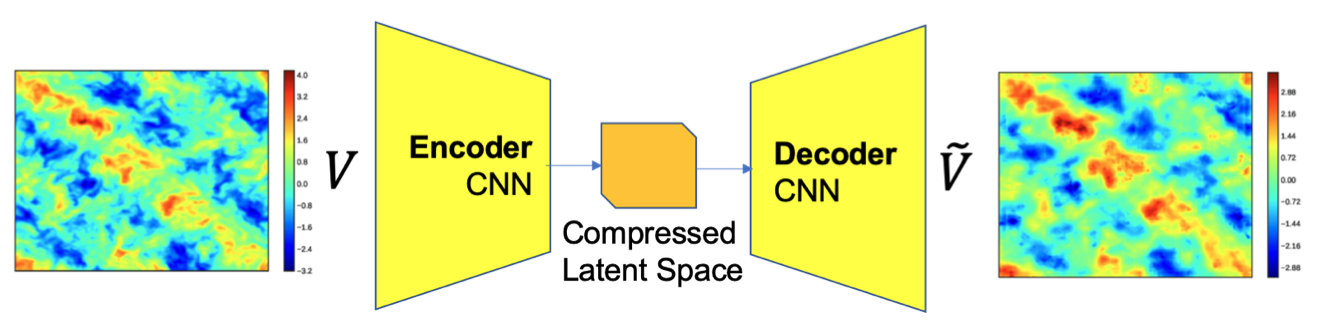 4.0
3.2
2.4
1.6
0.8
0.0
−0.8
−1.6
−2.4
−3.2
V
Encoder
CNN
Compressed
Latent Space
Decoder
CNN
Ṽ
2.88
2.16
1.44
0.72
0.00
−0.72
−1.44
−2.16
−2.88